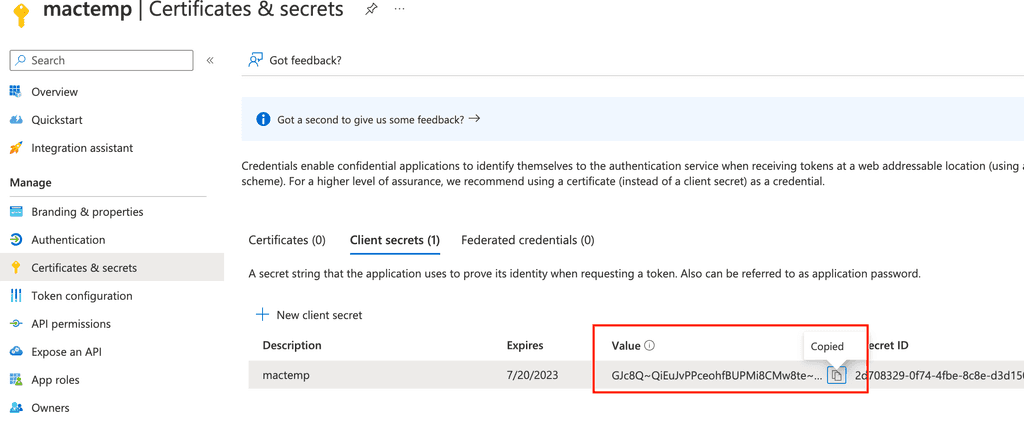 mactemp | Certificates & secrets
Search
Got feedback?
Overview
Quickstart
Integration assistant
Manage
Branding & properties
Authentication
Certificates & secrets
Token configuration
API permissions
Expose an API
App roles
Owners
Got a second to give us some feedback?
Credentials enable confidential applications to identify themselves to the authentication service when receiving tokens at a web addressable location (using
scheme). For a higher level of assurance, we recommend using a certificate (instead of a client secret) as a credential.
Certificates (0) Client secrets (1) Federated credentials (0)
A secret string that the application uses to prove its identity when requesting a token. Also can be referred to as application password.
New client secret
Description Expires Value Copied ecret ID
mactemp 7/20/2023 GJc8Q~QiEuJvPPceohfBUPMi8CMw8te~... 2d708329-0f74-4fbe-8c8e-d3d150